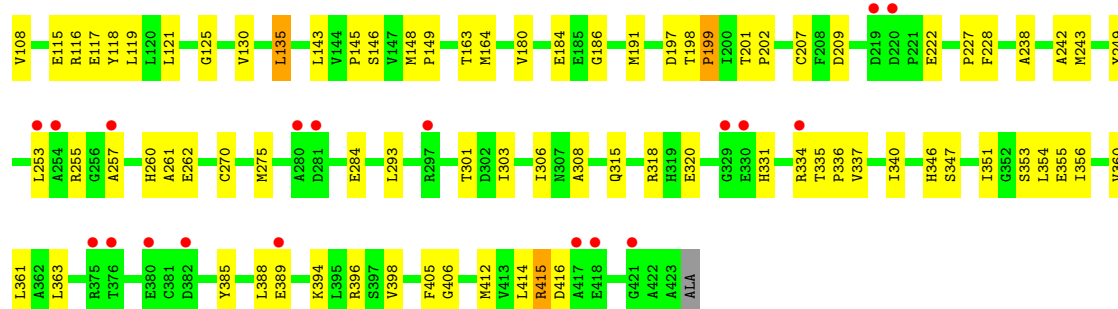 V108 E115 R116 E117 Y118 L119 L120 L121 G125 V130 L135 L143 V144 P145 S146 V147 M148 P149 T163 M164 V180 E184 E185 G186 M191 D197 T198 P199 I200 T201 P202 C207 F208 D209 D219 D220 P221 E222 P227 F228 A238 A242 M243
L253 A254 R255 G256 A257 H260 A261 E262 C270 M275 A280 D281 E284 L293 R297 T301 D302 I303 I306 N307 A308 Q315 R318 H319 E320 G329 E330 H331 R334 T335 P336 V337 I340 H346 S347 I351 G352 S353 L354 E355 I356 V360
L361 A362 L363 R375 T376 E380 C381 D382 Y385 L388 E389 K394 L395 R396 S397 V398 F405 G406 M412 V413 L414 R415 D416 A417 E418 G421 A422 A423 ALA